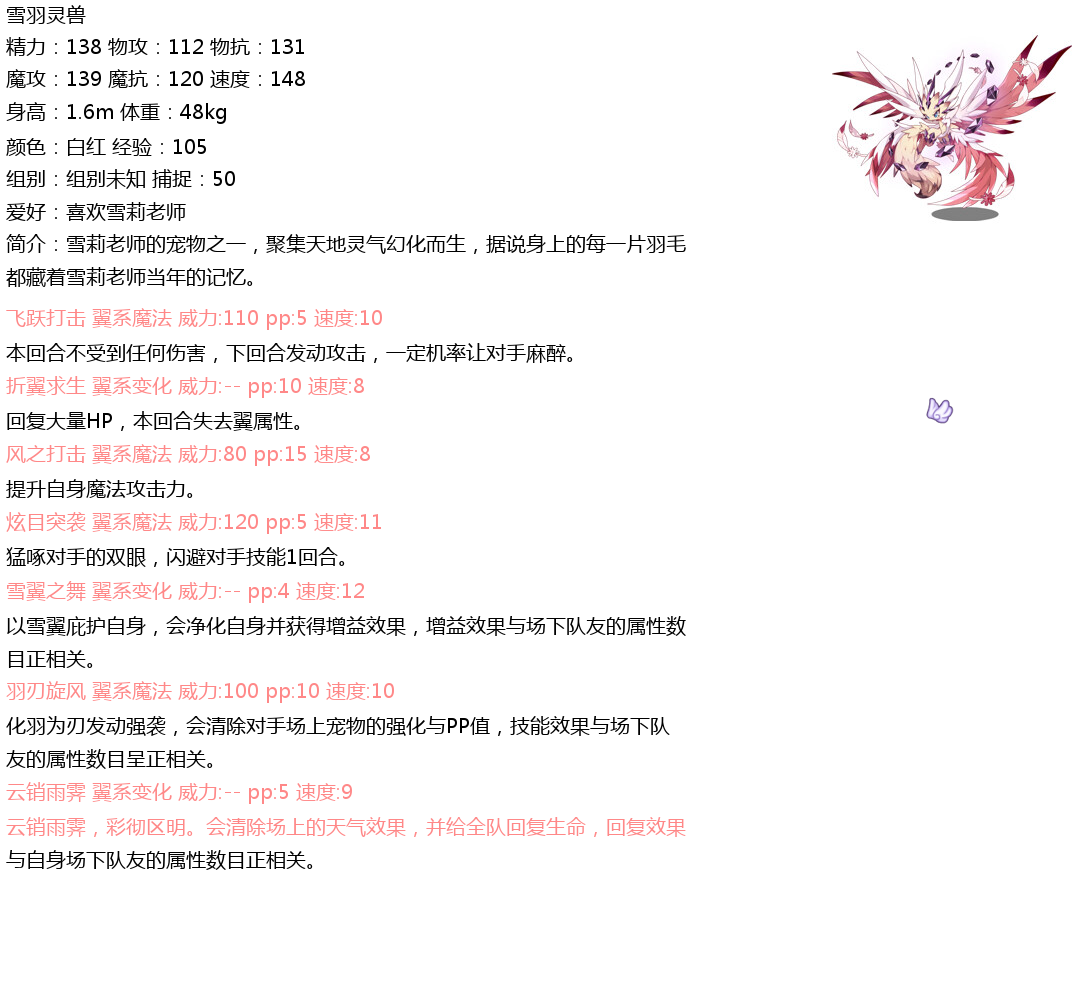 雪羽灵兽
精力：138 物攻：112 物抗：131
魔攻：139 魔抗：120 速度：148
身高：1.6m 体重：48kg
颜色：白红 经验：105
组别：组别未知 捕捉：50
爱好：喜欢雪莉老师
简介：雪莉老师的宠物之一，聚集天地灵气幻化而生，据说身上的每一片羽毛
都藏着雪莉老师当年的记忆。
飞跃打击 翼系魔法 威力:110 pp:5 速度:10
本回合不受到任何伤害，下回合发动攻击，一定机率让对手麻醉。
折翼求生 翼系变化 威力:-- pp:10 速度:8
回复大量HP，本回合失去翼属性。
风之打击 翼系魔法 威力:80 pp:15 速度:8
提升自身魔法攻击力。
炫目突袭 翼系魔法 威力:120 pp:5 速度:11
猛啄对手的双眼，闪避对手技能1回合。
雪翼之舞 翼系变化 威力:-- pp:4 速度:12
以雪翼庇护自身，会净化自身并获得增益效果，增益效果与场下队友的属性数
目正相关。
羽刃旋风 翼系魔法 威力:100 pp:10 速度:10
化羽为刃发动强袭，会清除对手场上宠物的强化与PP值，技能效果与场下队
友的属性数目呈正相关。
云销雨霁 翼系变化 威力:-- pp:5 速度:9
云销雨霁，彩彻区明。会清除场上的天气效果，并给全队回复生命，回复效果
与自身场下队友的属性数目正相关。